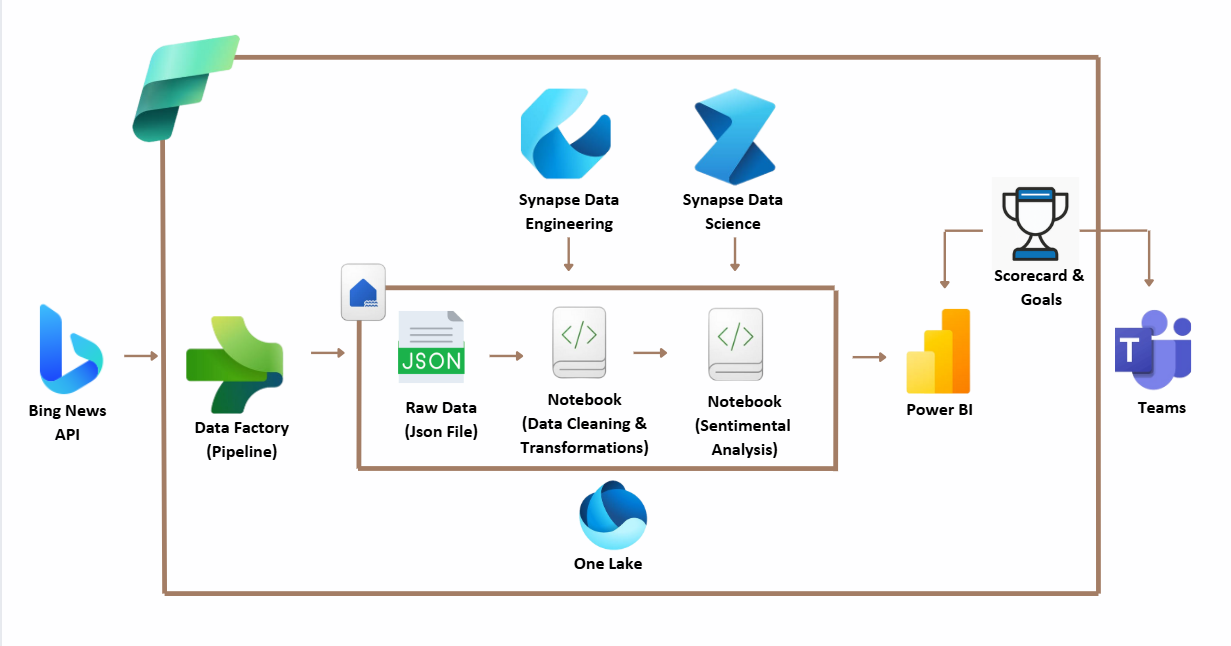 Synapse Data
Engineering
Synapse Data
Science
Scorecard &
Goals
Bing News
API
Data Factory
(Pipeline)
JSON
Raw Data
(Json File)
</>
Notebook
(Data Cleaning &
Transformations)
</>
Notebook
(Sentimental
Analysis)
Power BI
T
Teams
One Lake